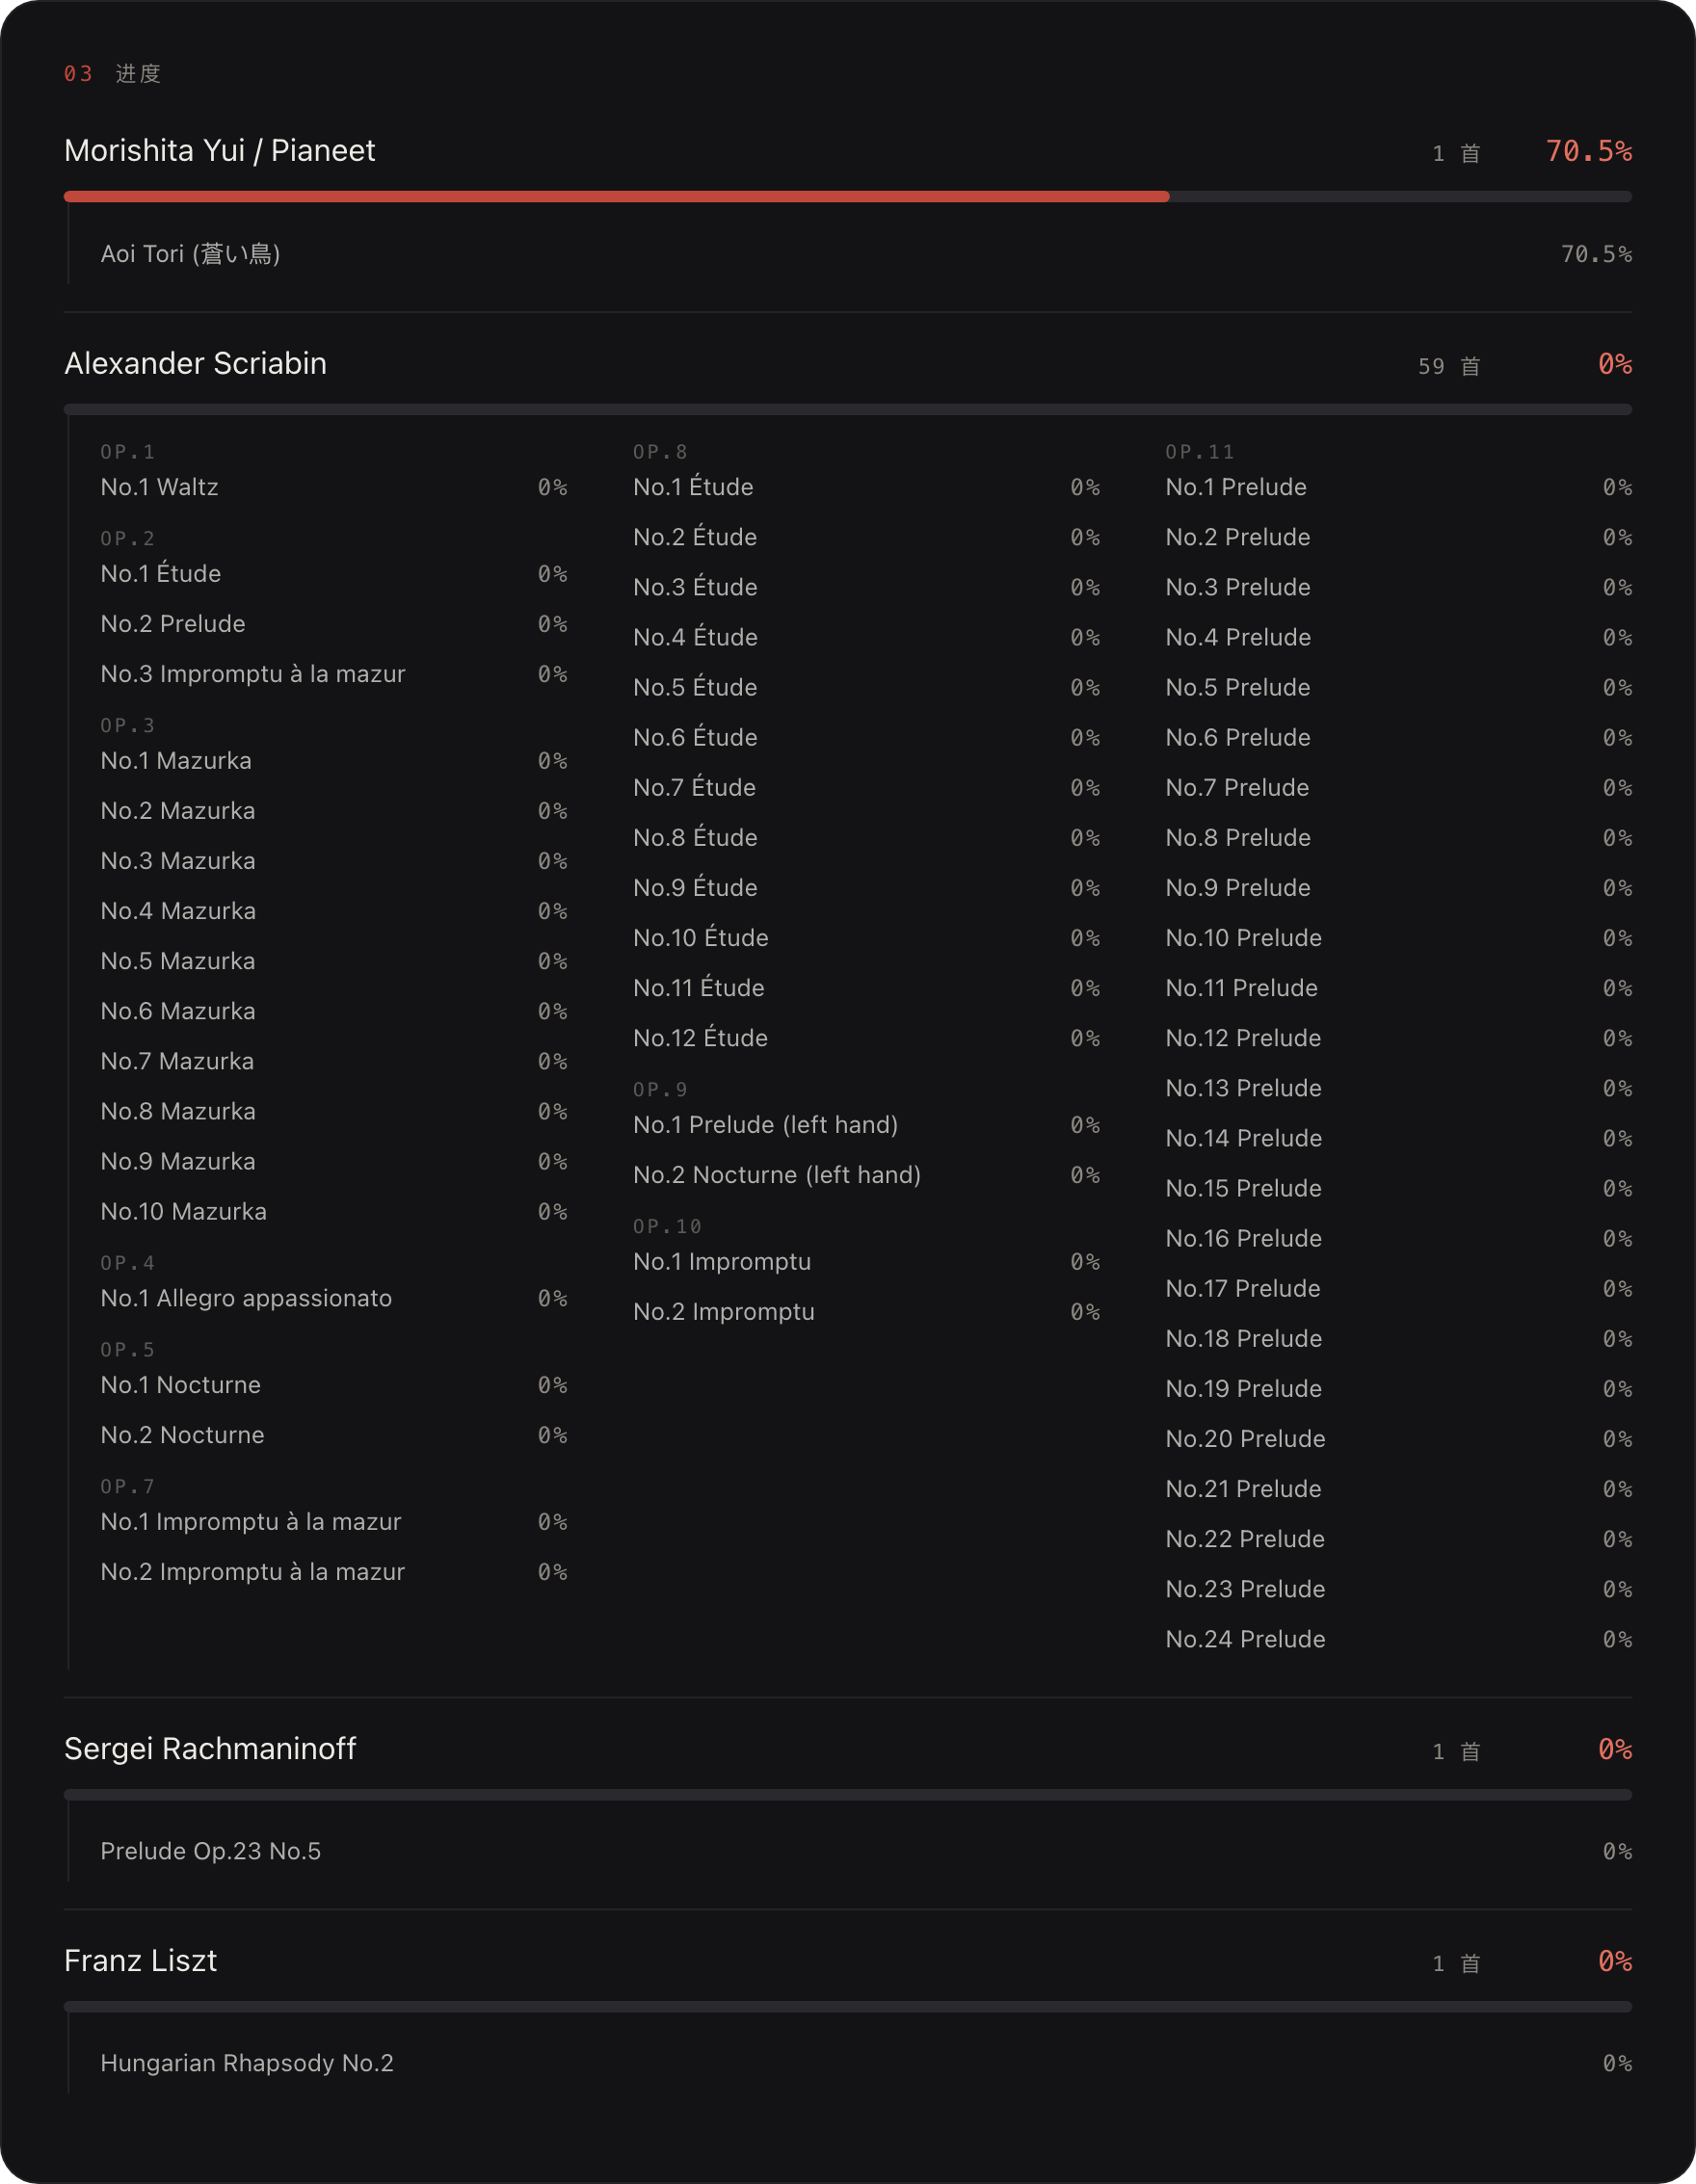 03 进度
Morishita Yui / Pianeet 1 首 70.5%
Aoi Tori (蒼い鳥) 70.5%
Alexander Scriabin 59 首 0%
OP.1
No.1 Waltz 0%
OP.2
No.1 Étude 0%
No.2 Prelude 0%
No.3 Impromptu à la mazur 0%
OP.3
No.1 Mazurka 0%
No.2 Mazurka 0%
No.3 Mazurka 0%
No.4 Mazurka 0%
No.5 Mazurka 0%
No.6 Mazurka 0%
No.7 Mazurka 0%
No.8 Mazurka 0%
No.9 Mazurka 0%
No.10 Mazurka 0%
OP.4
No.1 Allegro appassionato 0%
OP.5
No.1 Nocturne 0%
No.2 Nocturne 0%
OP.7
No.1 Impromptu à la mazur 0%
No.2 Impromptu à la mazur 0%
OP.8
No.1 Étude 0%
No.2 Étude 0%
No.3 Étude 0%
No.4 Étude 0%
No.5 Étude 0%
No.6 Étude 0%
No.7 Étude 0%
No.8 Étude 0%
No.9 Étude 0%
No.10 Étude 0%
No.11 Étude 0%
No.12 Étude 0%
OP.9
No.1 Prelude (left hand) 0%
No.2 Nocturne (left hand) 0%
OP.10
No.1 Impromptu 0%
No.2 Impromptu 0%
OP.11
No.1 Prelude 0%
No.2 Prelude 0%
No.3 Prelude 0%
No.4 Prelude 0%
No.5 Prelude 0%
No.6 Prelude 0%
No.7 Prelude 0%
No.8 Prelude 0%
No.9 Prelude 0%
No.10 Prelude 0%
No.11 Prelude 0%
No.12 Prelude 0%
No.13 Prelude 0%
No.14 Prelude 0%
No.15 Prelude 0%
No.16 Prelude 0%
No.17 Prelude 0%
No.18 Prelude 0%
No.19 Prelude 0%
No.20 Prelude 0%
No.21 Prelude 0%
No.22 Prelude 0%
No.23 Prelude 0%
No.24 Prelude 0%
Sergei Rachmaninoff 1 首 0%
Prelude Op.23 No.5 0%
Franz Liszt 1 首 0%
Hungarian Rhapsody No.2 0%